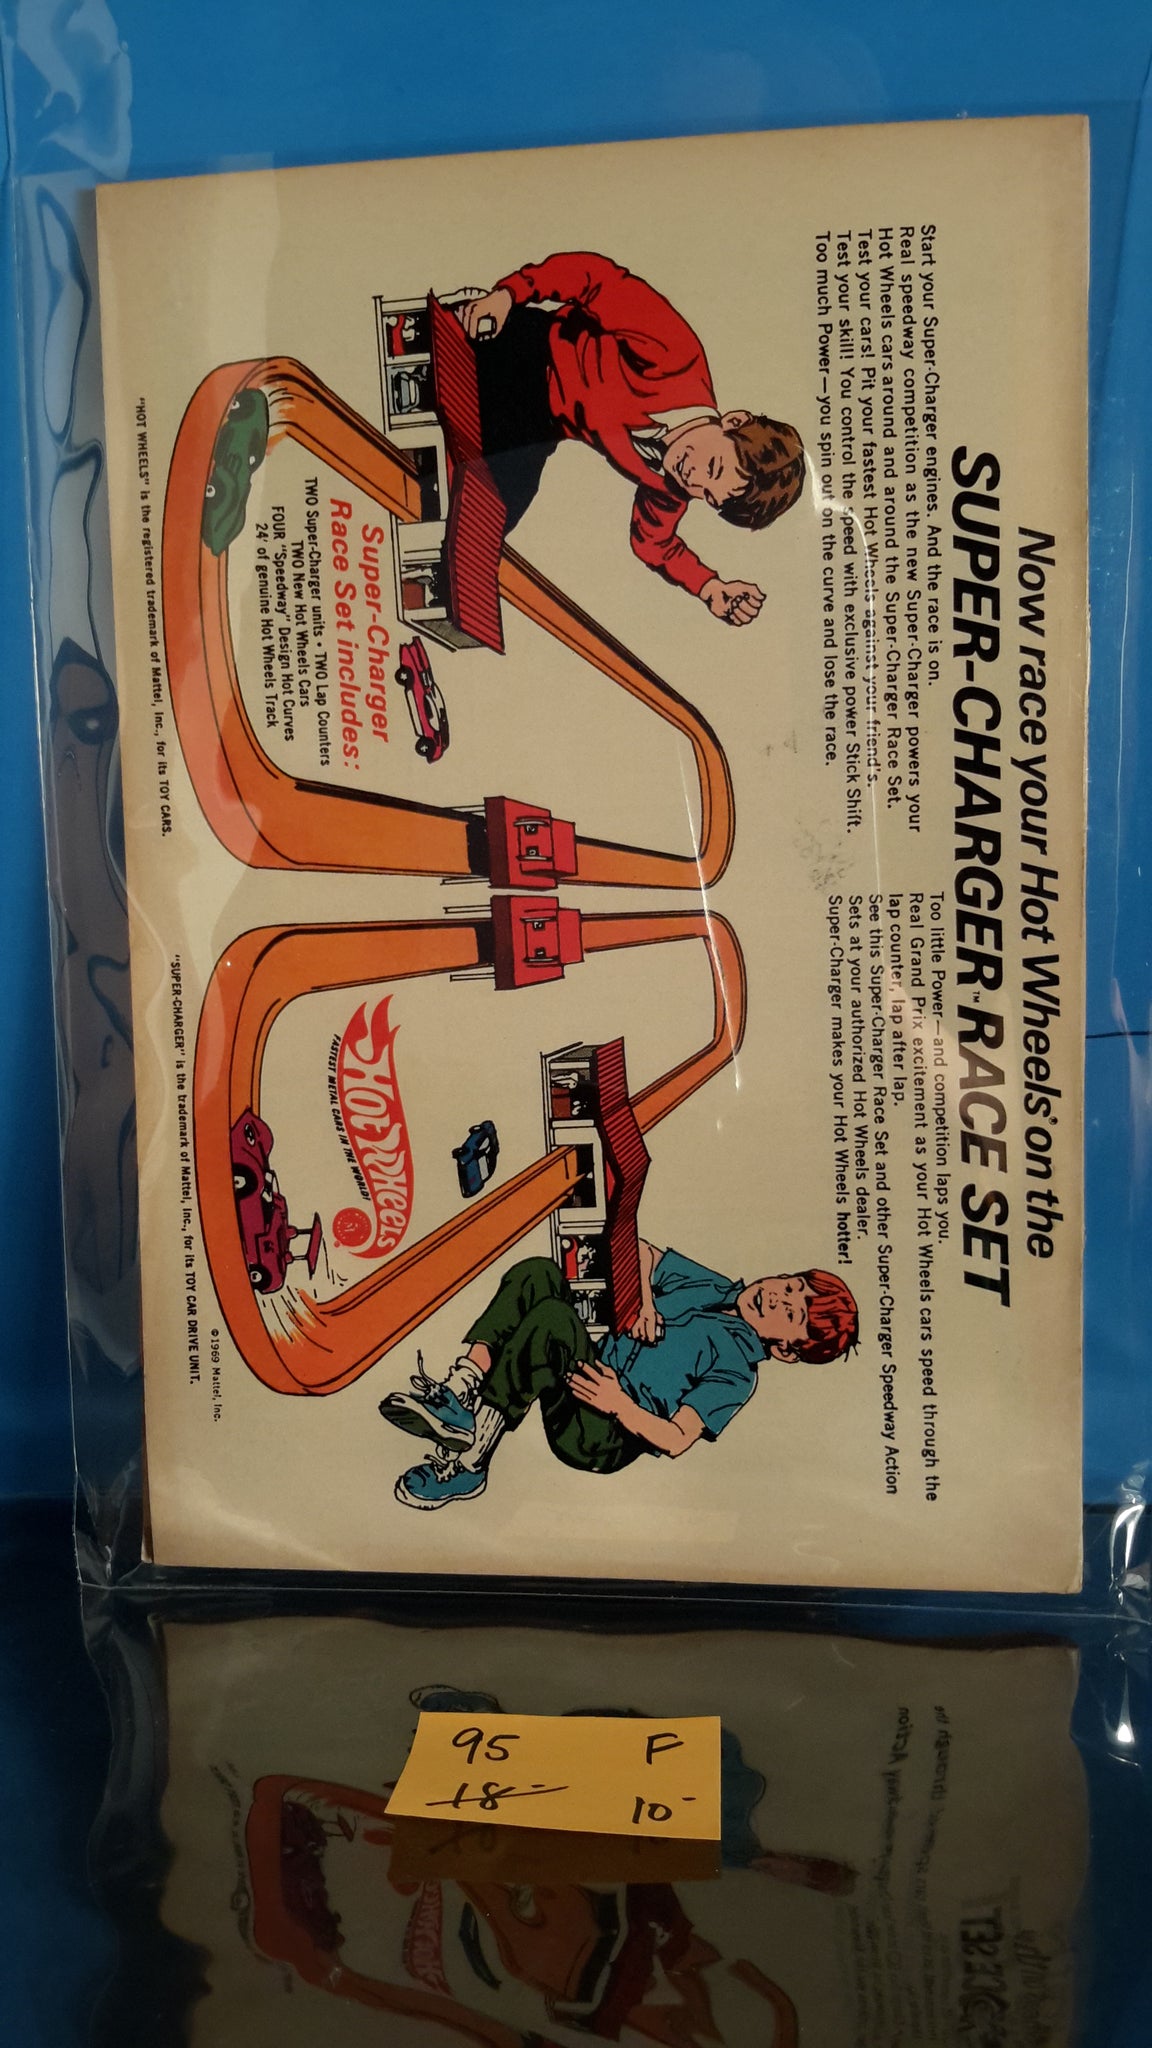 Now race your Hot Wheels® on the
SUPER-CHARGER™ RACE SET
Start your Super-Charger engines. And the race is on.
Real speedway competition as the new Super-Charger powers your
Hot Wheels cars around and around the Super-Charger Race Set.
Test your cars! Pit your fastest Hot Wheels against your friend's.
Test your skill! You control the speed with exclusive power Stick Shift.
Too much Power—you spin out on the curve and lose the race.
Too little Power—and competition laps you.
Real Grand Prix excitement as your Hot Wheels cars speed through the
lap counter, lap after lap.
See this Super-Charger Race Set and other Super-Charger Speedway Action
Sets at your authorized Hot Wheels dealer.
Super-Charger makes your Hot Wheels hotter!
Super-Charger
Race Set includes:
TWO Super-Charger units • TWO Lap Counters
TWO New Hot Wheels Cars
FOUR "Speedway" Design Hot Curves
24' of genuine Hot Wheels Track
HOT WHEELS
FASTEST METAL CARS IN THE WORLD!
"HOT WHEELS" is the registered trademark of Mattel, Inc., for its TOY CARS.
"SUPER-CHARGER" is the trademark of Mattel, Inc., for its TOY CAR DRIVE UNIT.
©1969 Mattel, Inc.
95 F
18- 10-